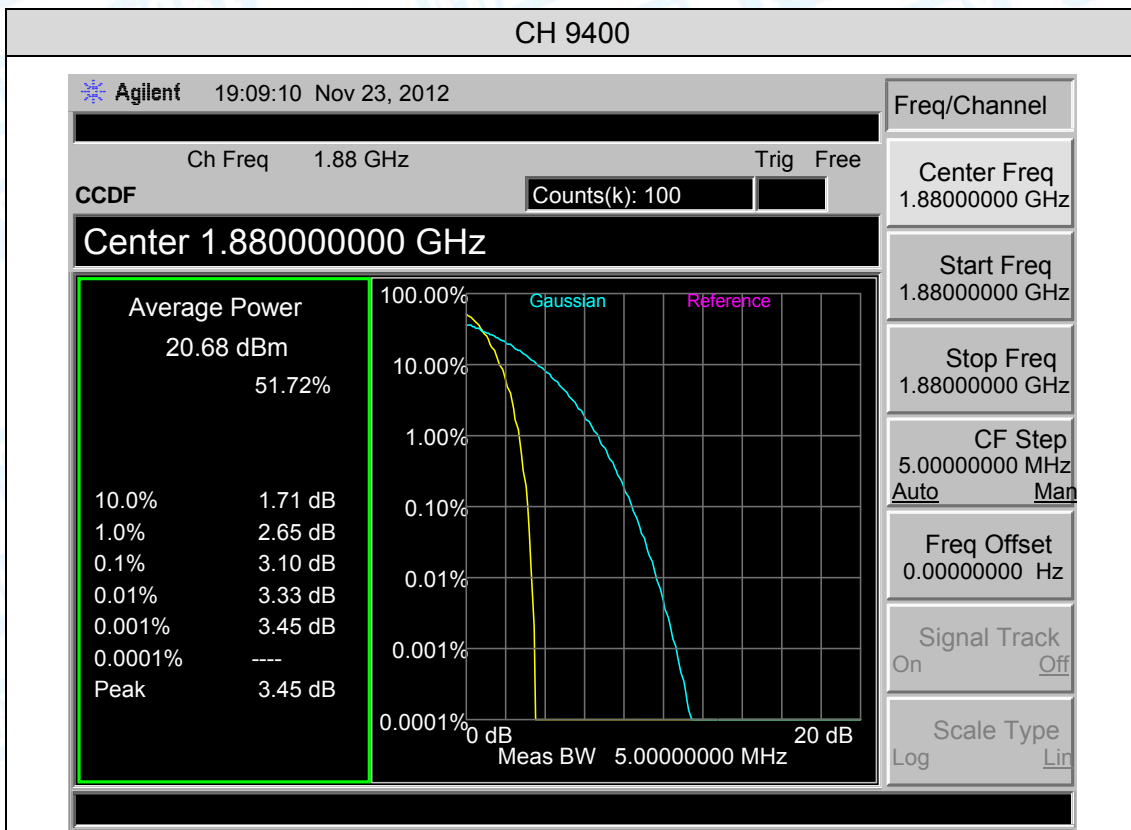 CH 9400
Agilent 19:09:10 Nov 23, 2012
Ch Freq 1.88 GHz Trig Free
CCDF Counts(k): 100
Center 1.880000000 GHz
Average Power
20.68 dBm
51.72%
10.0% 1.71 dB
1.0% 2.65 dB
0.1% 3.10 dB
0.01% 3.33 dB
0.001% 3.45 dB
0.0001% ----
Peak 3.45 dB
Gaussian Reference
100.00%
10.00%
1.00%
0.10%
0.01%
0.001%
0.0001%
0 dB 20 dB
Meas BW 5.00000000 MHz
Freq/Channel
Center Freq
1.88000000 GHz
Start Freq
1.88000000 GHz
Stop Freq
1.88000000 GHz
CF Step
5.00000000 MHz
Auto Man
Freq Offset
0.00000000 Hz
Signal Track
On Off
Scale Type
Log Lin